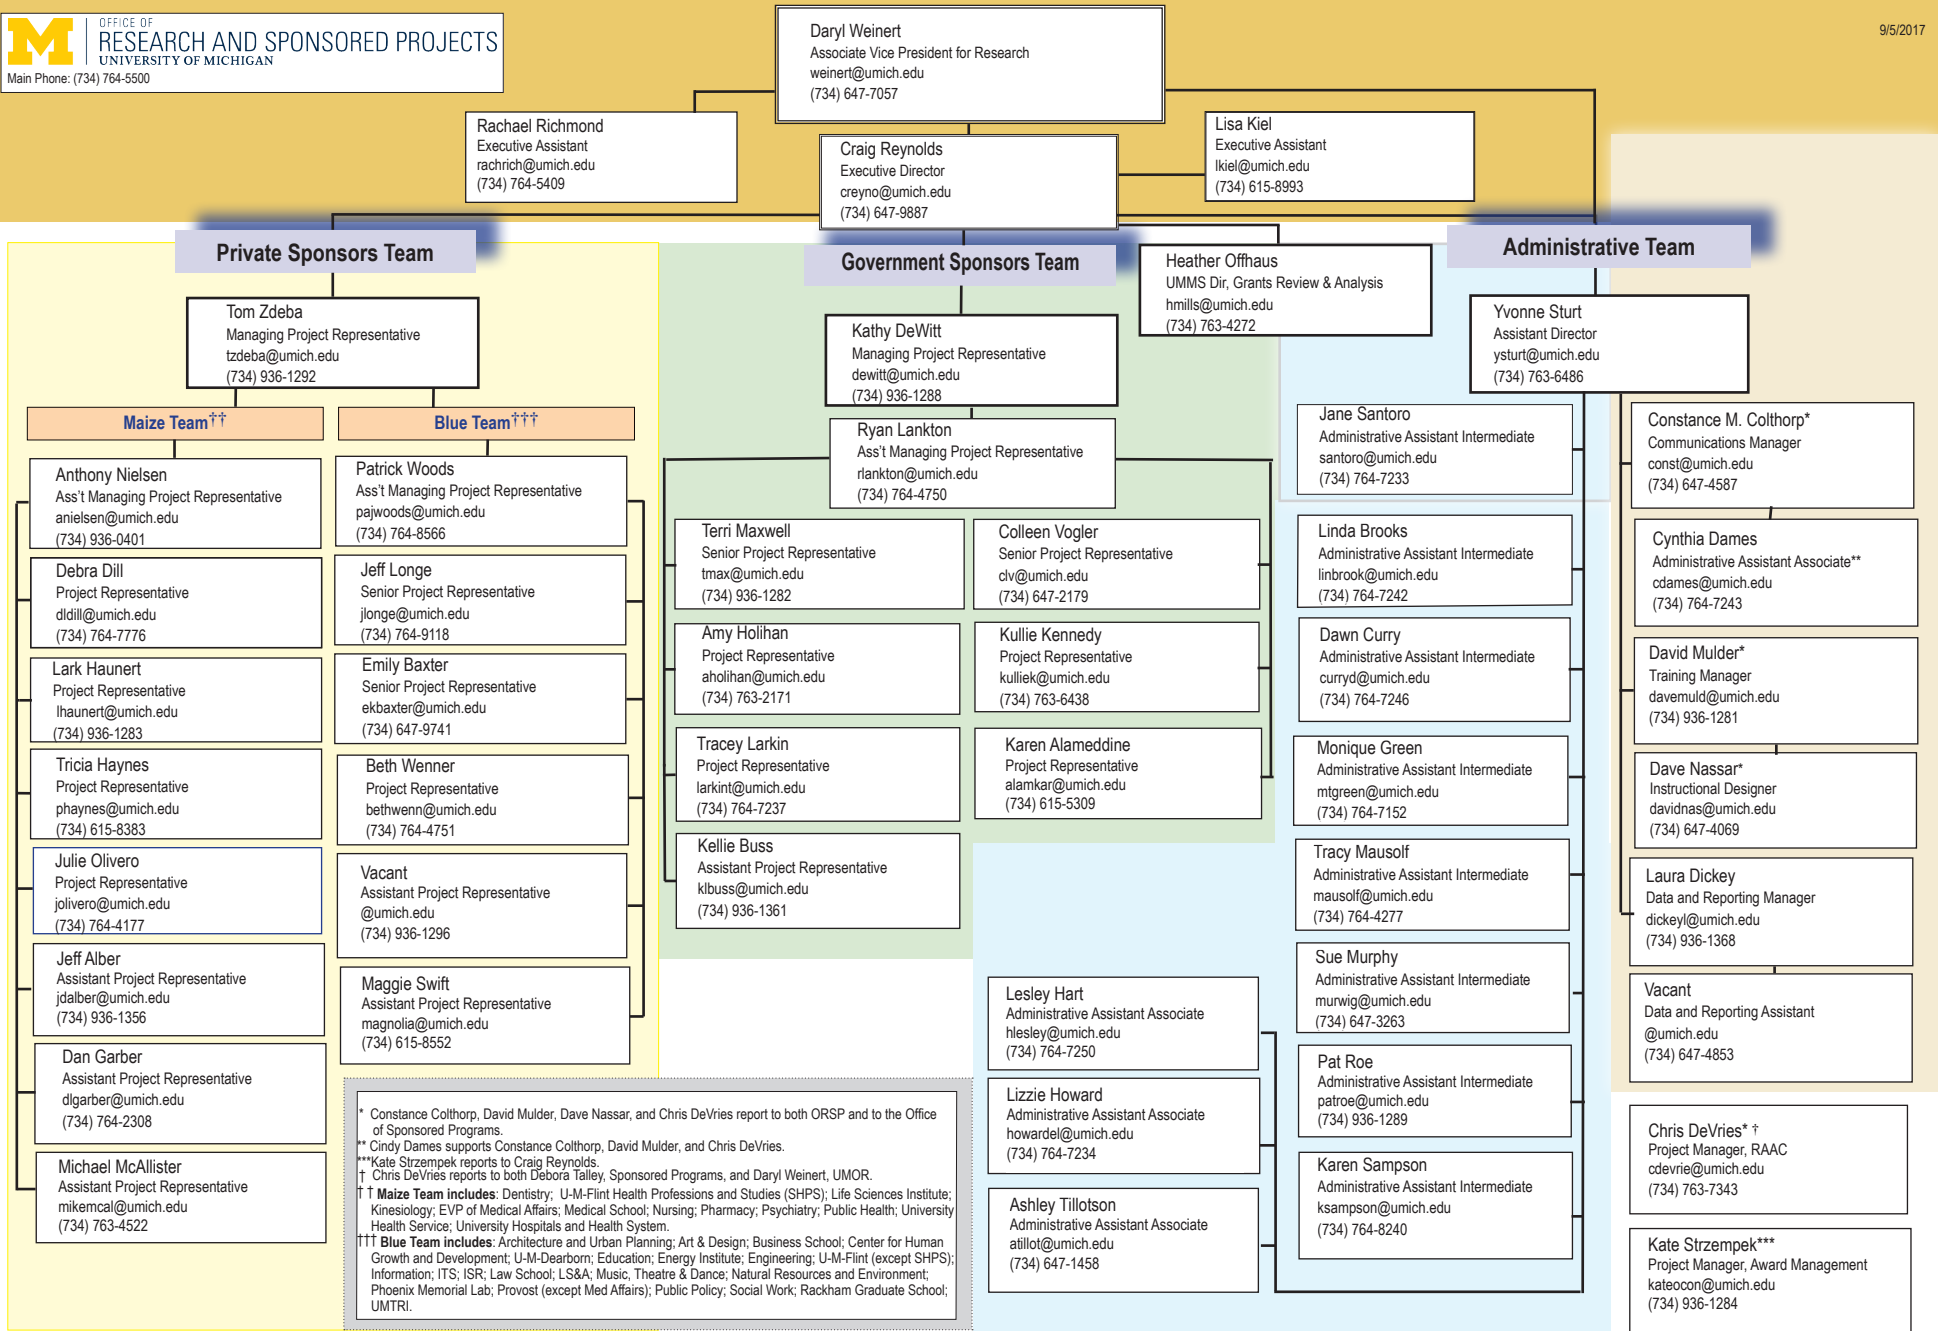 OFFICE OF
RESEARCH AND SPONSORED PROJECTS
UNIVERSITY OF MICHIGAN
Main Phone: (734) 764-5500
9/5/2017
Daryl Weinert
Associate Vice President for Research
weinert@umich.edu
(734) 647-7057
Rachael Richmond
Executive Assistant
rachrich@umich.edu
(734) 764-5409
Craig Reynolds
Executive Director
creyno@umich.edu
(734) 647-9887
Lisa Kiel
Executive Assistant
lkiel@umich.edu
(734) 615-8993
Private Sponsors Team
Tom Zdeba
Managing Project Representative
tzdeba@umich.edu
(734) 936-1292
Maize Team††
Anthony Nielsen
Ass't Managing Project Representative
anielsen@umich.edu
(734) 936-0401
Debra Dill
Project Representative
dldill@umich.edu
(734) 764-7776
Lark Haunert
Project Representative
lhaunert@umich.edu
(734) 936-1283
Tricia Haynes
Project Representative
phaynes@umich.edu
(734) 615-8383
Julie Olivero
Project Representative
jolivero@umich.edu
(734) 764-4177
Jeff Alber
Assistant Project Representative
jdalber@umich.edu
(734) 936-1356
Dan Garber
Assistant Project Representative
dlgarber@umich.edu
(734) 764-2308
Michael McAllister
Assistant Project Representative
mikemcal@umich.edu
(734) 763-4522
Blue Team†††
Patrick Woods
Ass't Managing Project Representative
pajwoods@umich.edu
(734) 764-8566
Jeff Longe
Senior Project Representative
jlonge@umich.edu
(734) 764-9118
Emily Baxter
Senior Project Representative
ekbaxter@umich.edu
(734) 647-9741
Beth Wenner
Project Representative
bethwenn@umich.edu
(734) 764-4751
Vacant
Assistant Project Representative
@umich.edu
(734) 936-1296
Maggie Swift
Assistant Project Representative
magnolia@umich.edu
(734) 615-8552
Government Sponsors Team
Kathy DeWitt
Managing Project Representative
dewitt@umich.edu
(734) 936-1288
Ryan Lankton
Ass't Managing Project Representative
rlankton@umich.edu
(734) 764-4750
Terri Maxwell
Senior Project Representative
tmax@umich.edu
(734) 936-1282
Amy Holihan
Project Representative
aholihan@umich.edu
(734) 763-2171
Tracey Larkin
Project Representative
larkint@umich.edu
(734) 764-7237
Kellie Buss
Assistant Project Representative
klbuss@umich.edu
(734) 936-1361
Colleen Vogler
Senior Project Representative
clv@umich.edu
(734) 647-2179
Kullie Kennedy
Project Representative
kulliek@umich.edu
(734) 763-6438
Karen Alameddine
Project Representative
alamkar@umich.edu
(734) 615-5309
Heather Offhaus
UMMS Dir, Grants Review & Analysis
hmills@umich.edu
(734) 763-4272
Administrative Team
Yvonne Sturt
Assistant Director
ysturt@umich.edu
(734) 763-6486
Jane Santoro
Administrative Assistant Intermediate
santoro@umich.edu
(734) 764-7233
Linda Brooks
Administrative Assistant Intermediate
linbrook@umich.edu
(734) 764-7242
Dawn Curry
Administrative Assistant Intermediate
curryd@umich.edu
(734) 764-7246
Monique Green
Administrative Assistant Intermediate
mtgreen@umich.edu
(734) 764-7152
Tracy Mausolf
Administrative Assistant Intermediate
mausolf@umich.edu
(734) 764-4277
Sue Murphy
Administrative Assistant Intermediate
murwig@umich.edu
(734) 647-3263
Pat Roe
Administrative Assistant Intermediate
patroe@umich.edu
(734) 936-1289
Karen Sampson
Administrative Assistant Intermediate
ksampson@umich.edu
(734) 764-8240
Lesley Hart
Administrative Assistant Associate
hlesley@umich.edu
(734) 764-7250
Lizzie Howard
Administrative Assistant Associate
howardel@umich.edu
(734) 764-7234
Ashley Tillotson
Administrative Assistant Associate
atillot@umich.edu
(734) 647-1458
Constance M. Colthorp*
Communications Manager
const@umich.edu
(734) 647-4587
Cynthia Dames
Administrative Assistant Associate**
cdames@umich.edu
(734) 764-7243
David Mulder*
Training Manager
davemuld@umich.edu
(734) 936-1281
Dave Nassar*
Instructional Designer
davidnas@umich.edu
(734) 647-4069
Laura Dickey
Data and Reporting Manager
dickeyl@umich.edu
(734) 936-1368
Vacant
Data and Reporting Assistant
@umich.edu
(734) 647-4853
Chris DeVries* †
Project Manager, RAAC
cdevrie@umich.edu
(734) 763-7343
Kate Strzempek***
Project Manager, Award Management
kateocon@umich.edu
(734) 936-1284
* Constance Colthorp, David Mulder, Dave Nassar, and Chris DeVries report to both ORSP and to the Office
of Sponsored Programs.
** Cindy Dames supports Constance Colthorp, David Mulder, and Chris DeVries.
***Kate Strzempek reports to Craig Reynolds.
† Chris DeVries reports to both Debora Talley, Sponsored Programs, and Daryl Weinert, UMOR.
† † Maize Team includes: Dentistry; U-M-Flint Health Professions and Studies (SHPS); Life Sciences Institute;
Kinesiology; EVP of Medical Affairs; Medical School; Nursing; Pharmacy; Psychiatry; Public Health; University
Health Service; University Hospitals and Health System.
††† Blue Team includes: Architecture and Urban Planning; Art & Design; Business School; Center for Human
Growth and Development; U-M-Dearborn; Education; Energy Institute; Engineering; U-M-Flint (except SHPS);
Information; ITS; ISR; Law School; LS&A; Music, Theatre & Dance; Natural Resources and Environment;
Phoenix Memorial Lab; Provost (except Med Affairs); Public Policy; Social Work; Rackham Graduate School;
UMTRI.